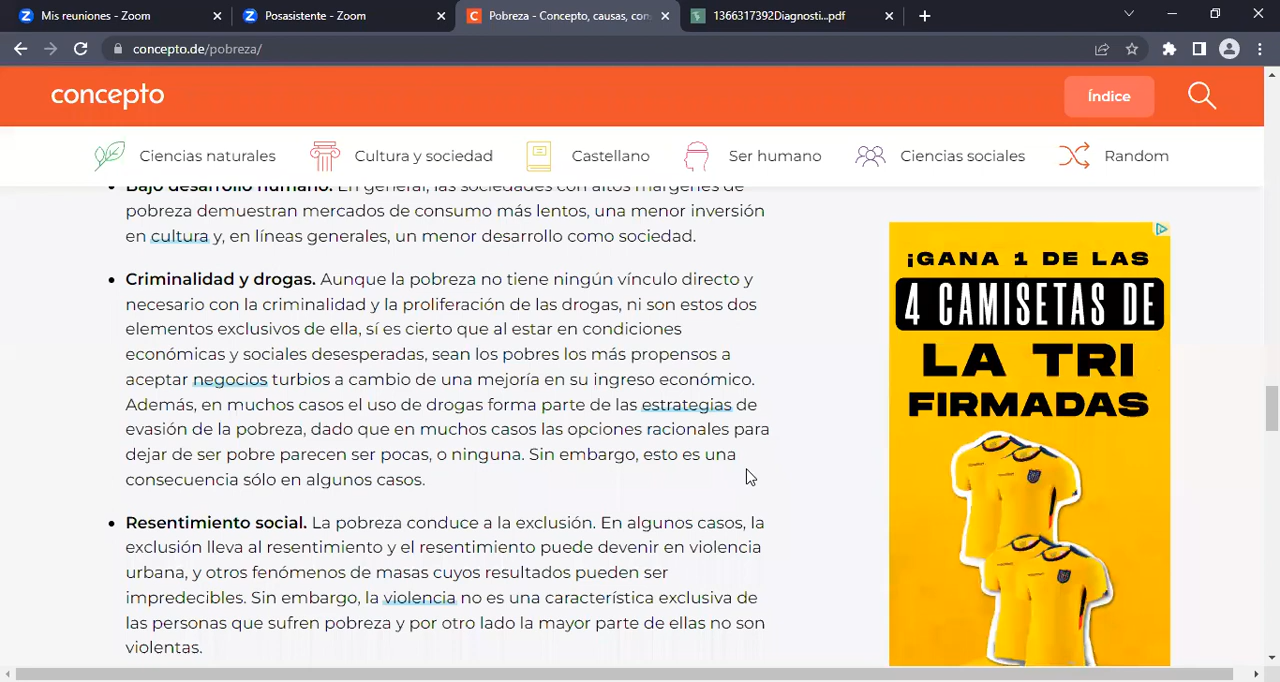 Mis reuniones - Zoom
Posasistente - Zoom
Pobreza - Concepto, causas, con
1366317392Diagnosti...pdf
concepto.de/pobreza/
concepto
Índice
Ciencias naturales
Cultura y sociedad
Castellano
Ser humano
Ciencias sociales
Random
Bajo desarrollo humano. En general, las sociedades con altos márgenes de
pobreza demuestran mercados de consumo más lentos, una menor inversión
en cultura y, en líneas generales, un menor desarrollo como sociedad.
Criminalidad y drogas. Aunque la pobreza no tiene ningún vínculo directo y
necesario con la criminalidad y la proliferación de las drogas, ni son estos dos
elementos exclusivos de ella, sí es cierto que al estar en condiciones
económicas y sociales desesperadas, sean los pobres los más propensos a
aceptar negocios turbios a cambio de una mejoría en su ingreso económico.
Además, en muchos casos el uso de drogas forma parte de las estrategias de
evasión de la pobreza, dado que en muchos casos las opciones racionales para
dejar de ser pobre parecen ser pocas, o ninguna. Sin embargo, esto es una
consecuencia sólo en algunos casos.
Resentimiento social. La pobreza conduce a la exclusión. En algunos casos, la
exclusión lleva al resentimiento y el resentimiento puede devenir en violencia
urbana, y otros fenómenos de masas cuyos resultados pueden ser
impredecibles. Sin embargo, la violencia no es una característica exclusiva de
las personas que sufren pobreza y por otro lado la mayor parte de ellas no son
violentas.
¡GANA 1 DE LAS
4 CAMISETAS DE
LA TRI
FIRMADAS